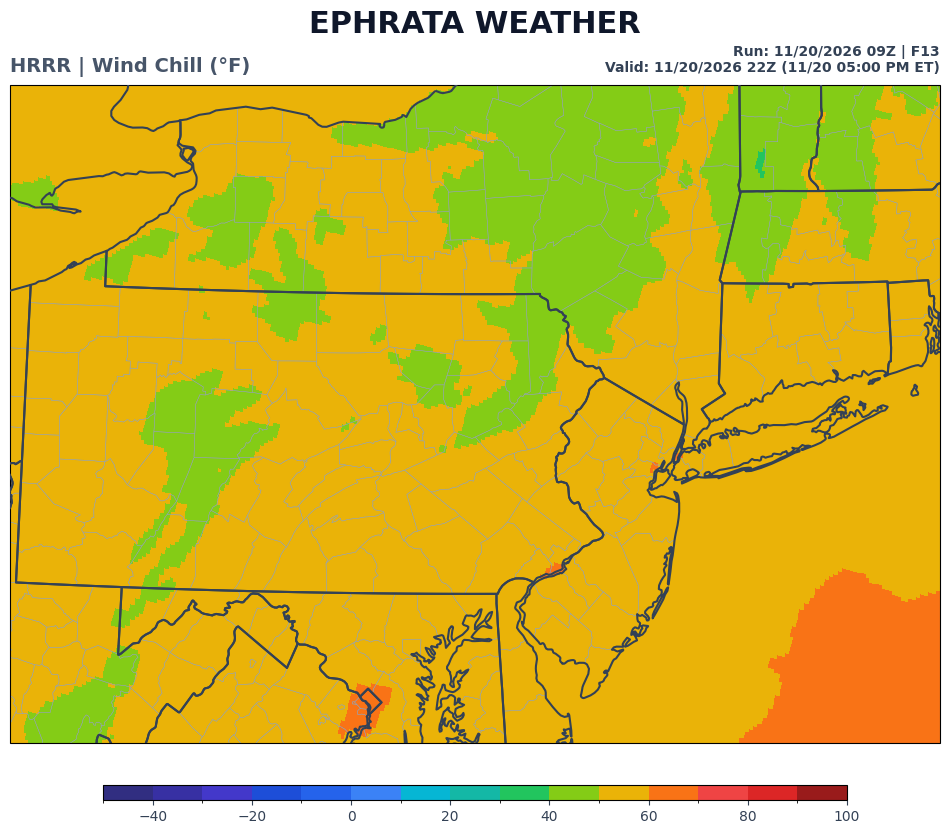 EPHRATA WEATHER
HRRR | Wind Chill (°F)
Run: 11/20/2026 09Z | F13
Valid: 11/20/2026 22Z (11/20 05:00 PM ET)
−40 −20 0 20 40 60 80 100